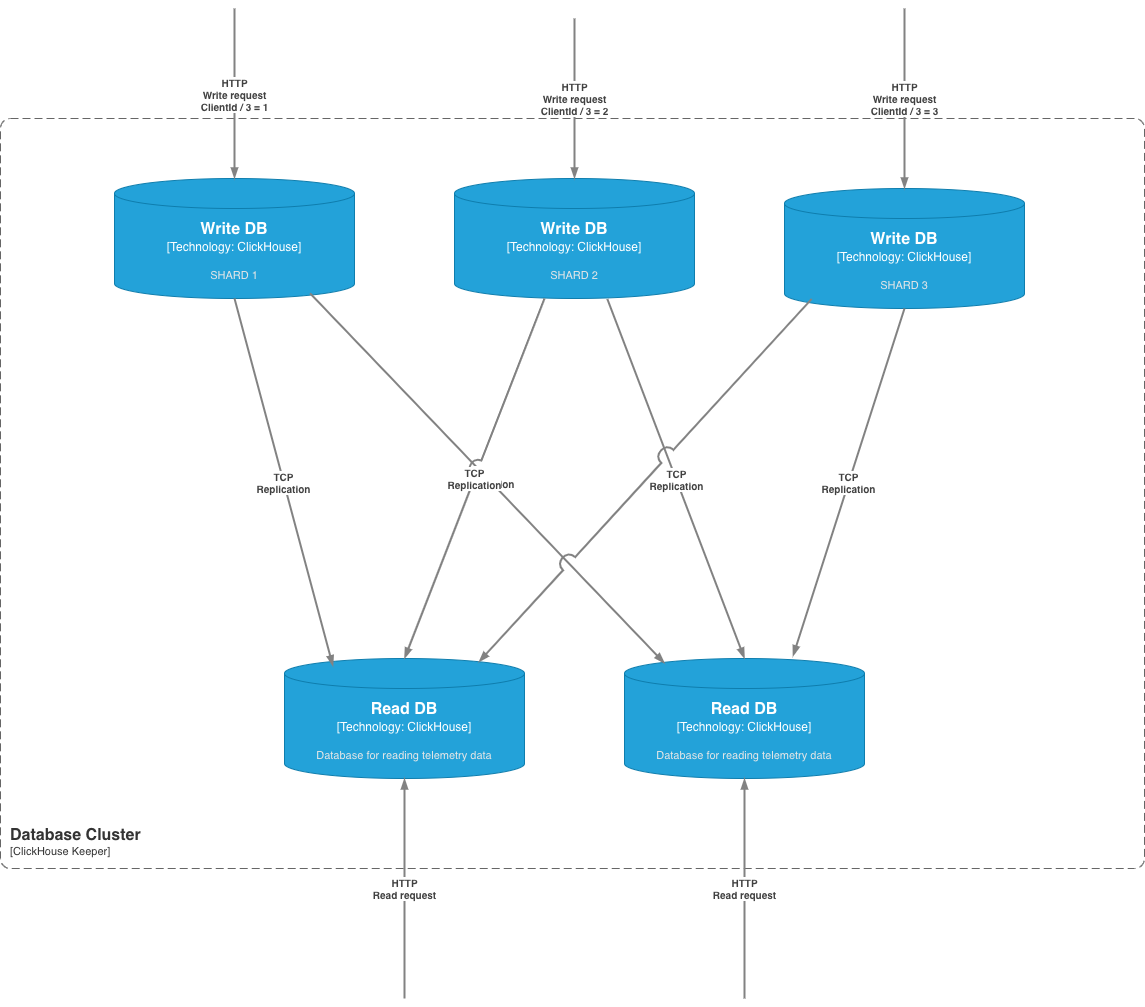 HTTP
Write request
ClientId / 3 = 1
HTTP
Write request
ClientId / 3 = 2
HTTP
Write request
ClientId / 3 = 3
Write DB
[Technology: ClickHouse]
SHARD 1
Write DB
[Technology: ClickHouse]
SHARD 2
Write DB
[Technology: ClickHouse]
SHARD 3
TCP
Replication
TCP
Replication
TCP
Replication
TCP
Replication
Read DB
[Technology: ClickHouse]
Database for reading telemetry data
Read DB
[Technology: ClickHouse]
Database for reading telemetry data
Database Cluster
[ClickHouse Keeper]
HTTP
Read request
HTTP
Read request